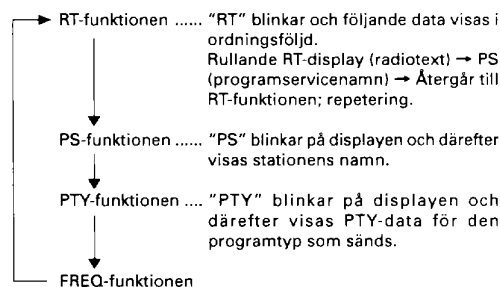 RT-funktionen ...... "RT" blinkar och följande data visas i
ordningsföljd.
Rullande RT-display (radiotext) → PS
(programservicenamn) → Återgår till
RT-funktionen; repetering.
PS-funktionen ...... "PS" blinkar på displayen och därefter
visas stationens namn.
PTY-funktionen .... "PTY" blinkar på displayen och
därefter visas PTY-data för den
programtyp som sänds.
FREQ-funktionen